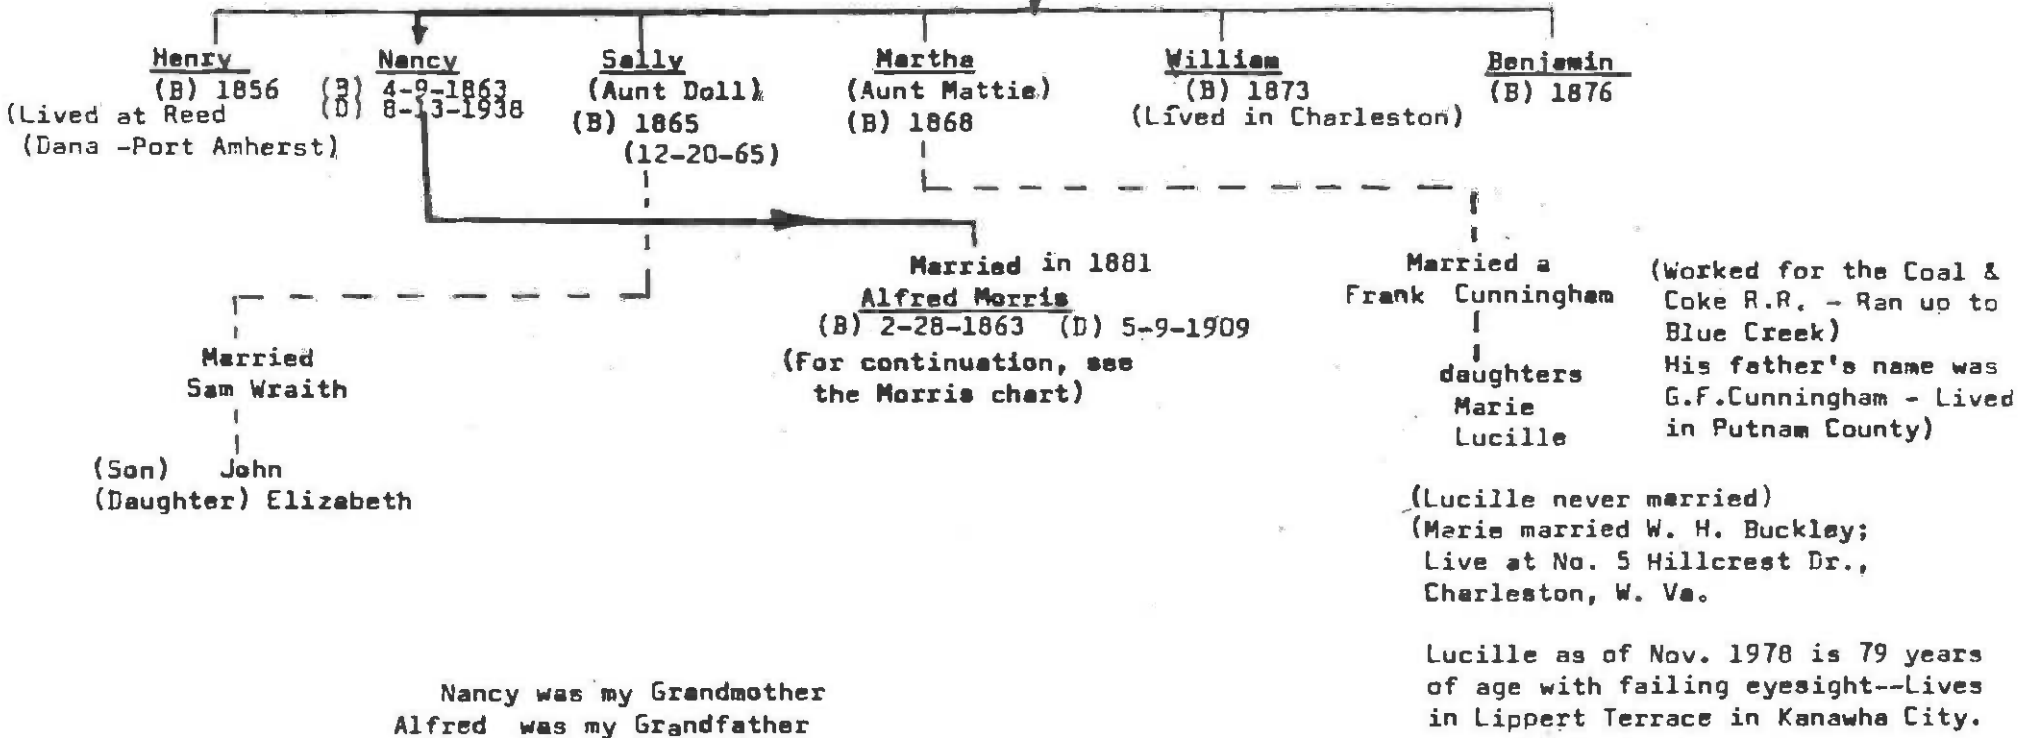 Henry
(B) 1856
(Lived at Reed
(Dana -Port Amherst)
Nancy
(B) 4-9-1863
(D) 8-13-1938
Sally
(Aunt Doll)
(B) 1865
(12-20-65)
Martha
(Aunt Mattie)
(B) 1868
William
(B) 1873
(Lived in Charleston)
Benjamin
(B) 1876
Married
Sam Wraith
(Son) John
(Daughter) Elizabeth
Married in 1881
Alfred Morris
(B) 2-28-1863 (D) 5-9-1909
(For continuation, see
the Morris chart)
Married a
Frank Cunningham
daughters
Marie
Lucille
(Worked for the Coal &
Coke R.R. - Ran up to
Blue Creek)
His father's name was
G.F.Cunningham - Lived
in Putnam County)
(Lucille never married)
(Marie married W. H. Buckley;
Live at No. 5 Hillcrest Dr.,
Charleston, W. Va.
Lucille as of Nov. 1978 is 79 years
of age with failing eyesight--Lives
in Lippert Terrace in Kanawha City.
Nancy was my Grandmother
Alfred was my Grandfather